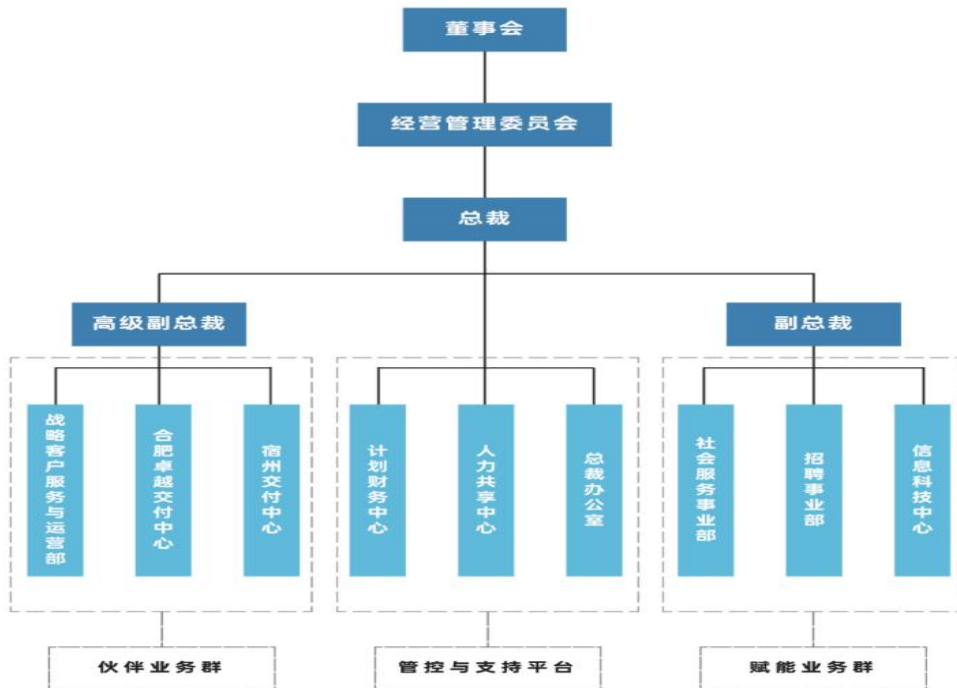 董事会
经营管理委员会
总裁
高级副总裁
副总裁
战略客户服务与运营部
合肥卓越交付中心
宿州交付中心
计划财务中心
人力共享中心
总裁办公室
社会服务事业部
招聘事业部
信息科技中心
伙伴业务群
管控与支持平台
赋能业务群